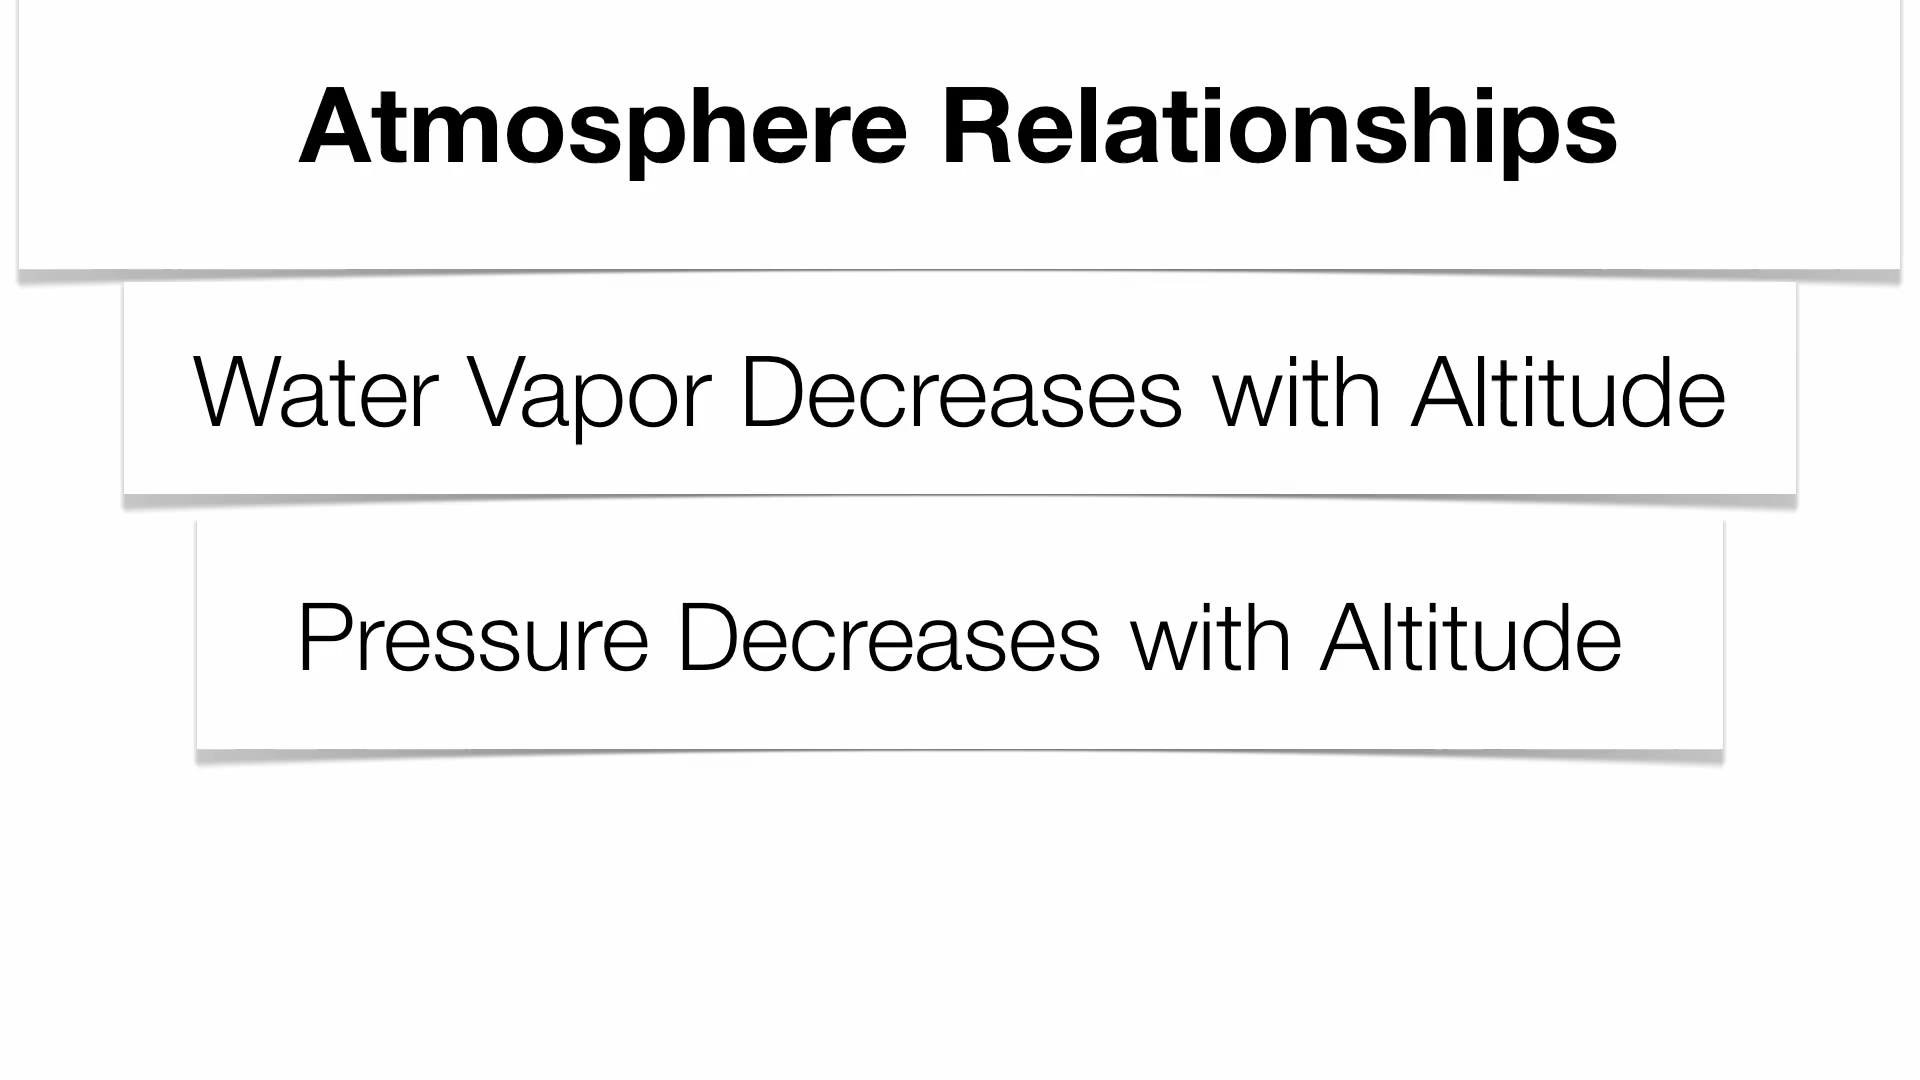 Atmosphere Relationships
Water Vapor Decreases with Altitude
Pressure Decreases with Altitude